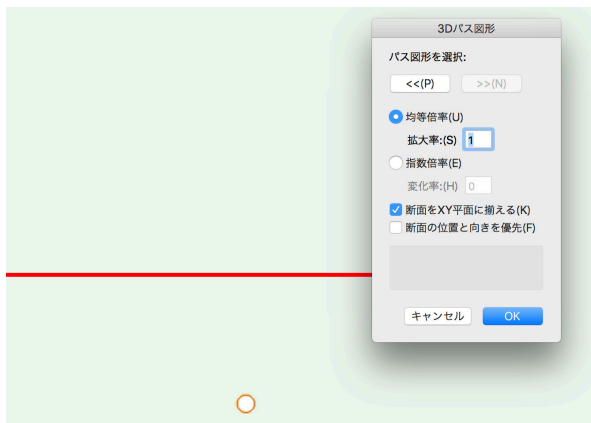 3Dパス図形
パス図形を選択:
<<(P) >>(N)
均等倍率(U)
拡大率:(S) 1
指数倍率(E)
変化率:(H) 0
断面をXY平面に揃える(K)
断面の位置と向きを優先(F)
キャンセル OK